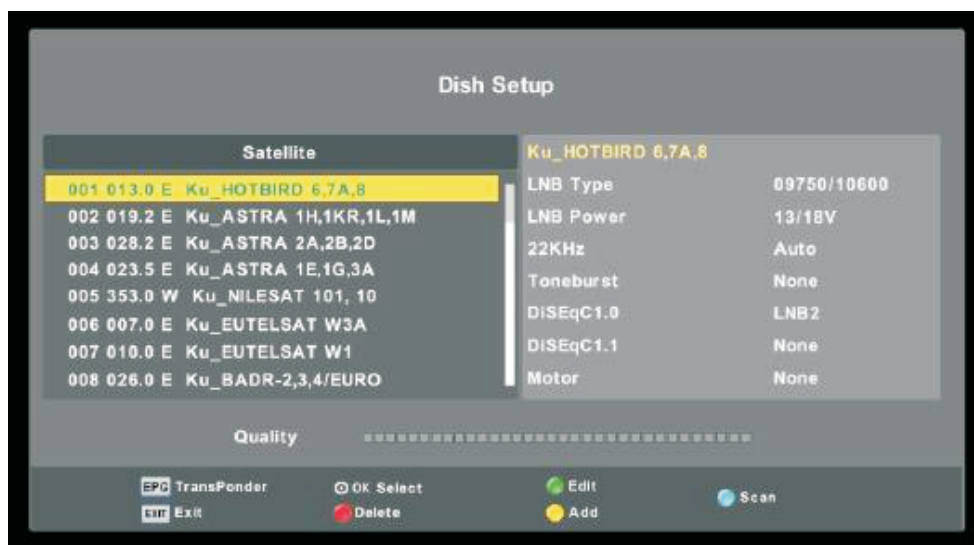 Dish Setup
Satellite
001 013.0 E Ku_HOTBIRD 6,7A,8
002 019.2 E Ku_ASTRA 1H,1KR,1L,1M
003 028.2 E Ku_ASTRA 2A,2B,2D
004 023.5 E Ku_ASTRA 1E,1G,3A
005 353.0 W Ku_NILESAT 101, 10
006 007.0 E Ku_EUTELSAT W3A
007 010.0 E Ku_EUTELSAT W1
008 026.0 E Ku_BADR-2,3,4/EURO
Ku_HOTBIRD 6,7A,8
LNB Type 09750/10600
LNB Power 13/18V
22KHz Auto
Toneburst None
DiSEqC1.0 LNB2
DiSEqC1.1 None
Motor None
Quality
EPG TransPonder OK Select Edit Scan
EXIT Exit Delete Add